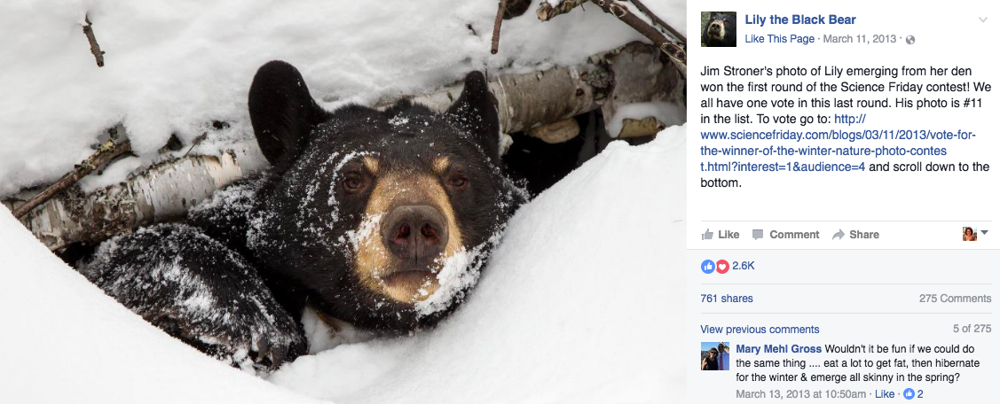 Lily the Black Bear
Like This Page · March 11, 2013 ·
Jim Stroner's photo of Lily emerging from her den
won the first round of the Science Friday contest! We
all have one vote in this last round. His photo is #11
in the list. To vote go to: http://
www.sciencefriday.com/blogs/03/11/2013/vote-for-
the-winner-of-the-winter-nature-photo-contes
t.html?interest=1&audience=4 and scroll down to the
bottom.
Like Comment Share
2.6K
761 shares 275 Comments
View previous comments 5 of 275
Mary Mehl Gross Wouldn't it be fun if we could do
the same thing .... eat a lot to get fat, then hibernate
for the winter & emerge all skinny in the spring?
March 13, 2013 at 10:50am · Like · 2